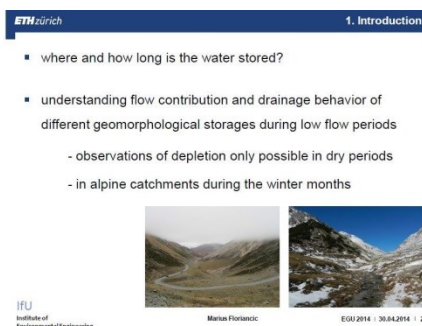 ETH zürich
1. Introduction
▪ where and how long is the water stored?
▪ understanding flow contribution and drainage behavior of
different geomorphological storages during low flow periods
- observations of depletion only possible in dry periods
- in alpine catchments during the winter months
IfU
Institute of
Environmental Engineering
Marius Floriancic
EGU 2014 | 30.04.2014 | 2